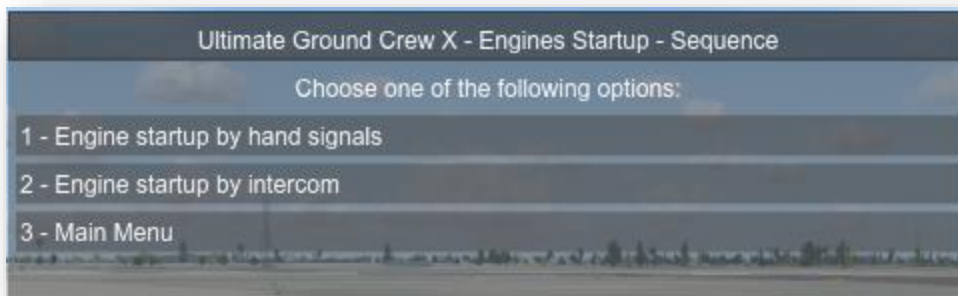 Ultimate Ground Crew X - Engines Startup - Sequence
Choose one of the following options:
1 - Engine startup by hand signals
2 - Engine startup by intercom
3 - Main Menu